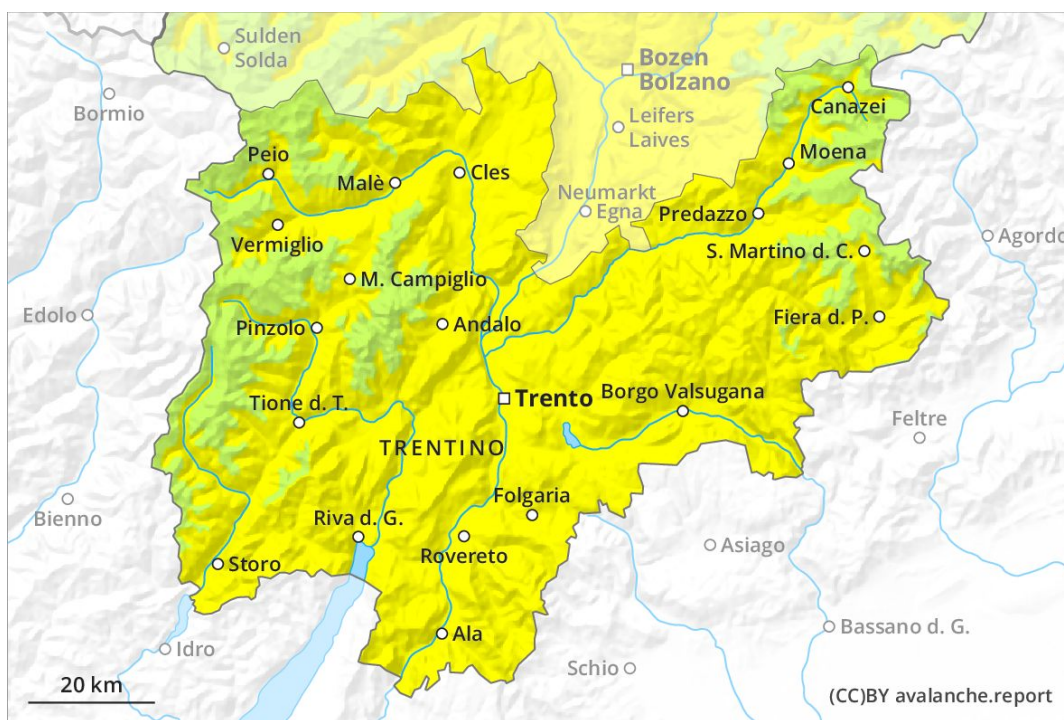 Sulden
Solda
Bozen
Bolzano
Bormio
Canazei
Leifers
Laives
Peio
Moena
Malè
Cles
Neumarkt
Egna
Predazzo
Vermiglio
Agordo
S. Martino d. C.
M. Campiglio
Edolo
Fiera d. P.
Pinzolo
Andalo
Borgo Valsugana
Trento
Tione d. T.
Feltre
TRENTINO
Folgaria
Bienno
Riva d. G.
Asiago
Rovereto
Storo
Bassano d. G.
Ala
Idro
Schio
20 km
(CC)BY avalanche.report